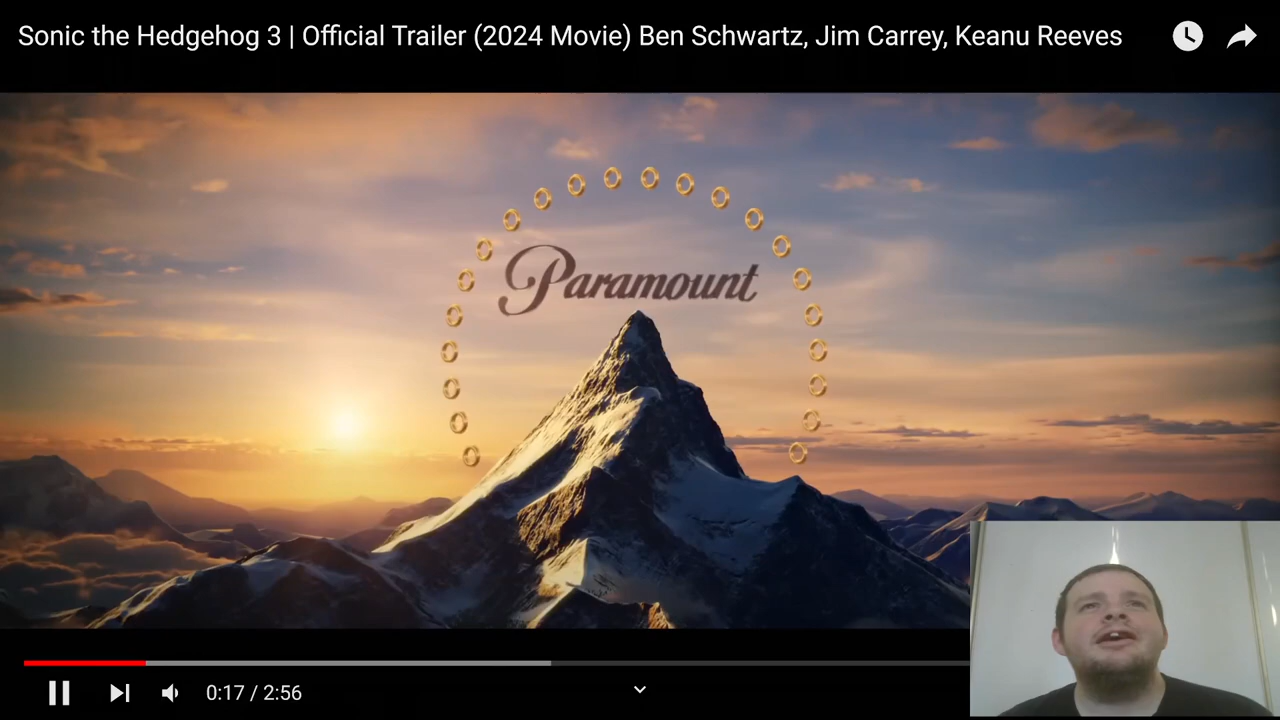 Sonic the Hedgehog 3 | Official Trailer (2024 Movie) Ben Schwartz, Jim Carrey, Keanu Reeves
Paramount
0:17 / 2:56